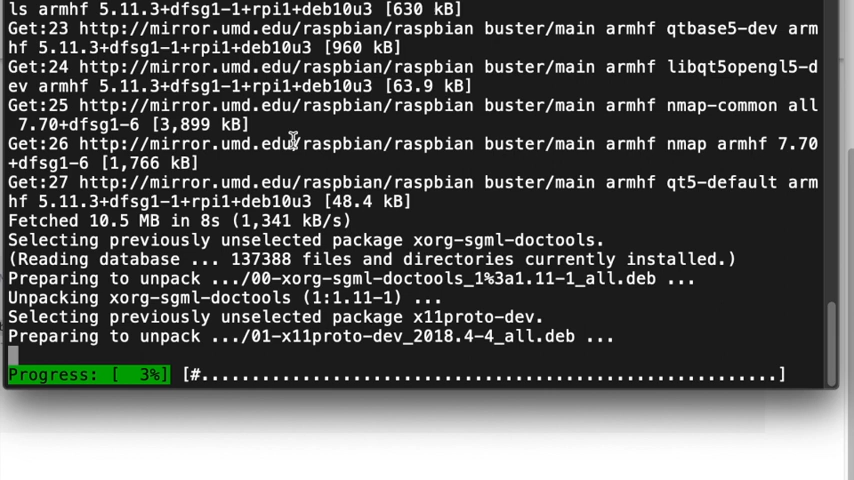 ls armhf 5.11.3+dfsg1-1+rpi1+deb10u3 [630 kB]
Get:23 http://mirror.umd.edu/raspbian/raspbian buster/main armhf qtbase5-dev arm
hf 5.11.3+dfsg1-1+rpi1+deb10u3 [960 kB]
Get:24 http://mirror.umd.edu/raspbian/raspbian buster/main armhf libqt5opengl5-d
ev armhf 5.11.3+dfsg1-1+rpi1+deb10u3 [63.9 kB]
Get:25 http://mirror.umd.edu/raspbian/raspbian buster/main armhf nmap-common all
 7.70+dfsg1-6 [3,899 kB]
Get:26 http://mirror.umd.edu/raspbian/raspbian buster/main armhf nmap armhf 7.70
+dfsg1-6 [1,766 kB]
Get:27 http://mirror.umd.edu/raspbian/raspbian buster/main armhf qt5-default arm
hf 5.11.3+dfsg1-1+rpi1+deb10u3 [48.4 kB]
Fetched 10.5 MB in 8s (1,341 kB/s)
Selecting previously unselected package xorg-sgml-doctools.
(Reading database ... 137388 files and directories currently installed.)
Preparing to unpack .../00-xorg-sgml-doctools_1%3a1.11-1_all.deb ...
Unpacking xorg-sgml-doctools (1:1.11-1) ...
Selecting previously unselected package x11proto-dev.
Preparing to unpack .../01-x11proto-dev_2018.4-4_all.deb ...
Progress: [  3%] [#..........................................................]